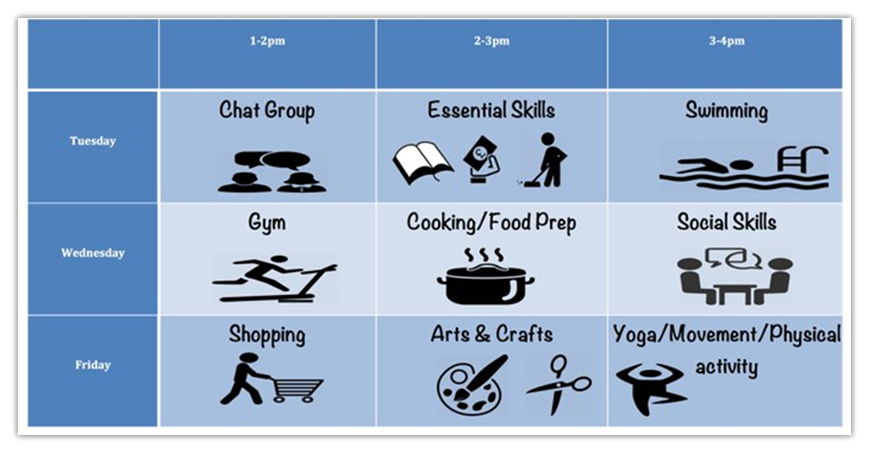 1-2pm
2-3pm
3-4pm
Tuesday
Chat Group
Essential Skills
Swimming
Wednesday
Gym
Cooking/Food Prep
Social Skills
Friday
Shopping
Arts & Crafts
Yoga/Movement/Physical
activity